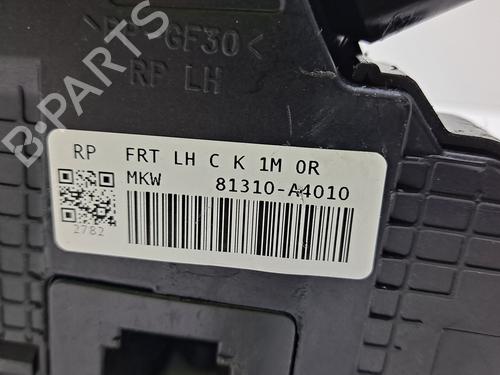 >PP-GF30<
RP LH
B-PARTS
RP FRT LH C K 1M 0R
MKW 81310-A4010
2782